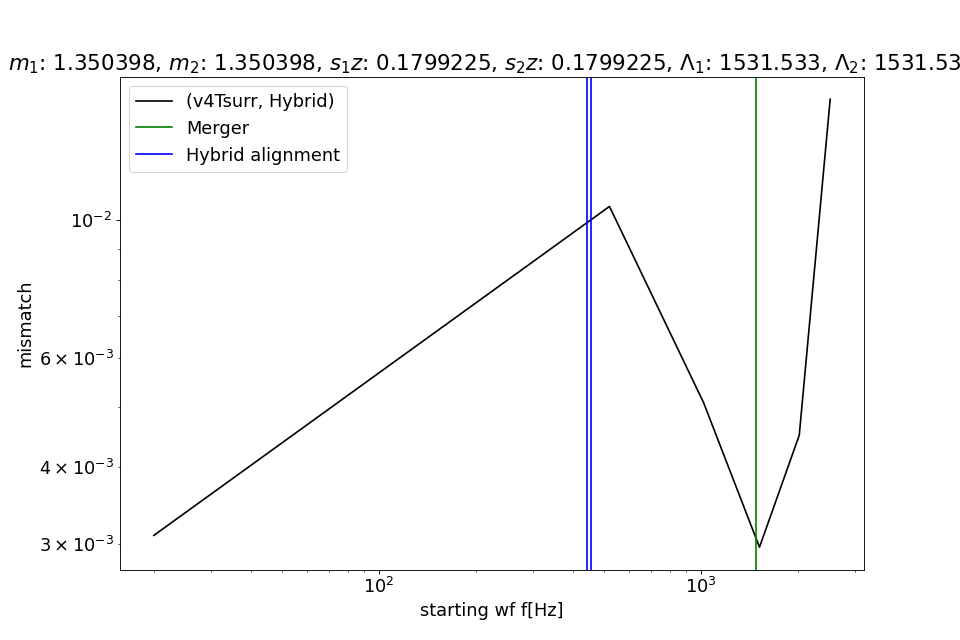 m₁: 1.350398, m₂: 1.350398, s₁z: 0.1799225, s₂z: 0.1799225, Λ₁: 1531.533, Λ₂: 1531.53
(v4Tsurr, Hybrid)
Merger
Hybrid alignment
10⁻²
6 × 10⁻³
4 × 10⁻³
3 × 10⁻³
mismatch
10²
10³
starting wf f[Hz]